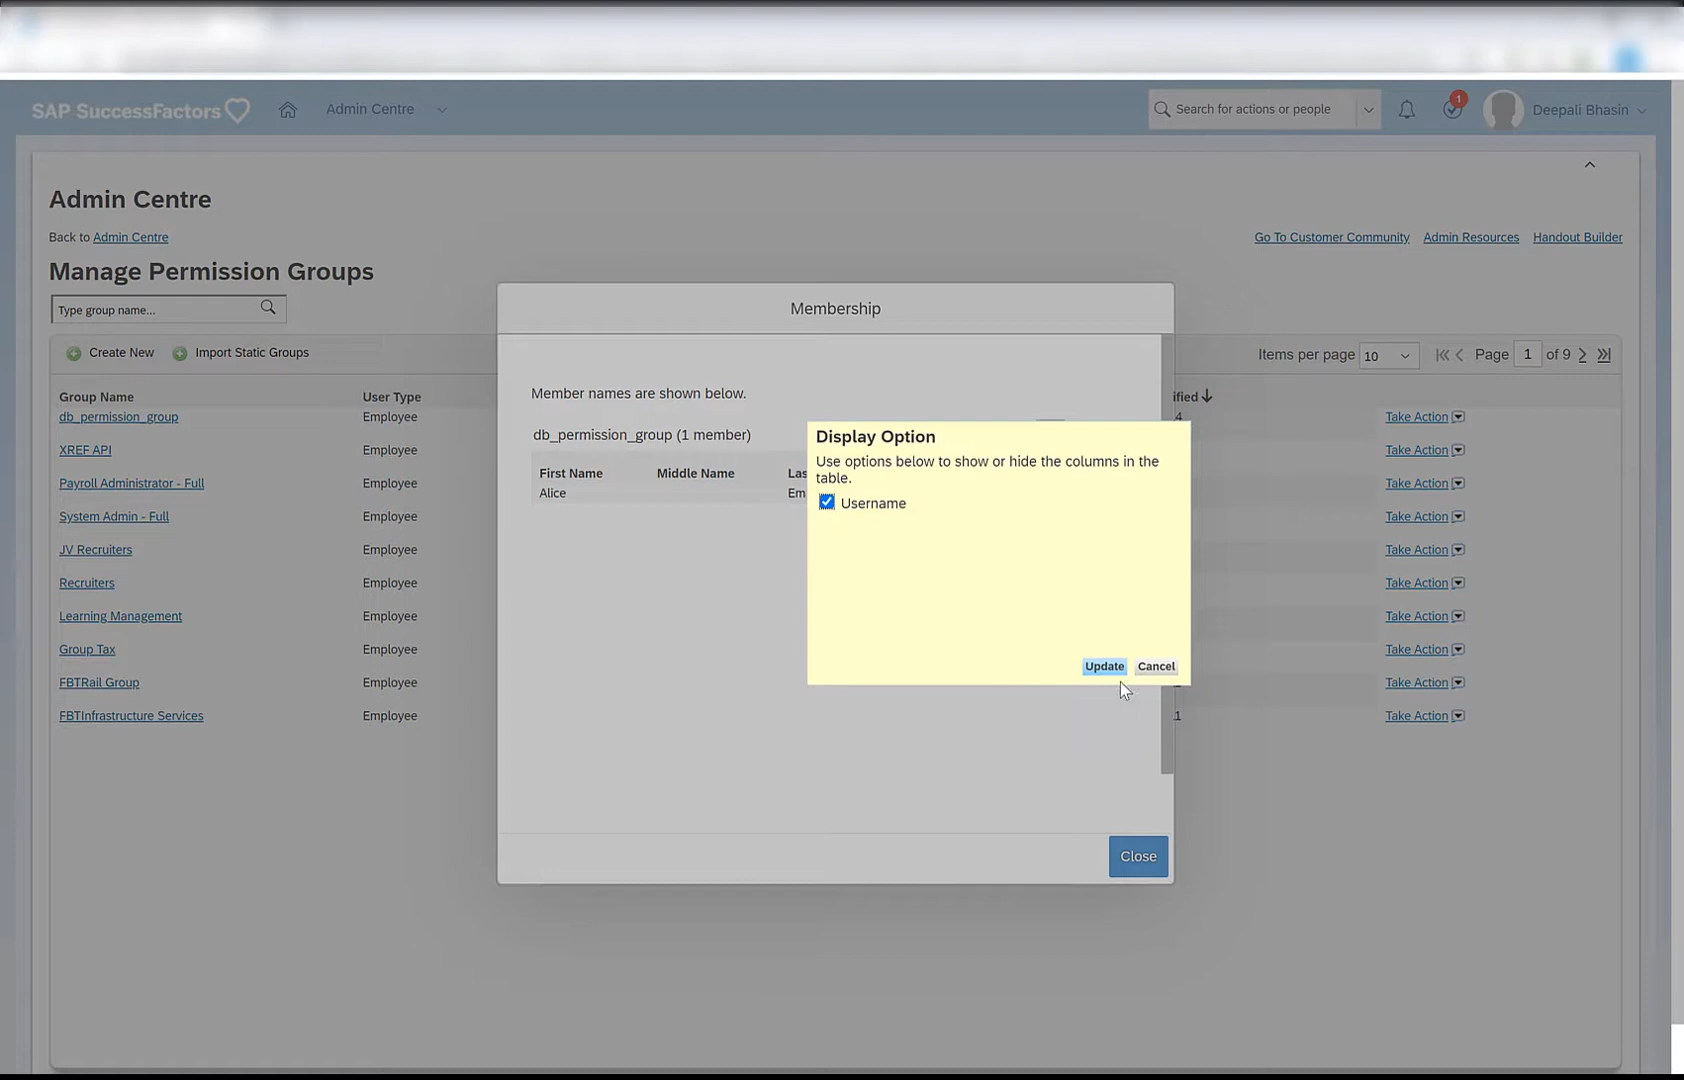 SAP SuccessFactors
Admin Centre
Search for actions or people
1
Deepali Bhasin
Admin Centre
Back to Admin Centre
Go To Customer Community
Admin Resources
Handout Builder
Manage Permission Groups
Type group name...
Create New
Import Static Groups
Items per page 10
Page 1 of 9
Group Name
User Type
ified
db_permission_group
Employee
4
Take Action
XREF API
Employee
Take Action
Payroll Administrator - Full
Employee
Take Action
System Admin - Full
Employee
Take Action
JV Recruiters
Employee
Take Action
Recruiters
Employee
Take Action
Learning Management
Employee
Take Action
Group Tax
Employee
Take Action
FBTRail Group
Employee
Take Action
FBTInfrastructure Services
Employee
1
Take Action
Membership
Member names are shown below.
db_permission_group (1 member)
First Name
Middle Name
Las
Alice
Em
Display Option
Use options below to show or hide the columns in the
table.
Username
Update
Cancel
Close